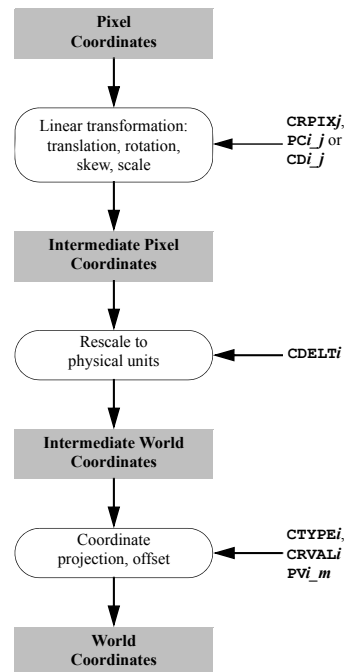 Pixel
Coordinates
Linear transformation:
translation, rotation,
skew, scale
CRPIXj,
PCi_j or
CDi_j
Intermediate Pixel
Coordinates
Rescale to
physical units
CDELTi
Intermediate World
Coordinates
Coordinate
projection, offset
CTYPEi,
CRVALi
PVi_m
World
Coordinates